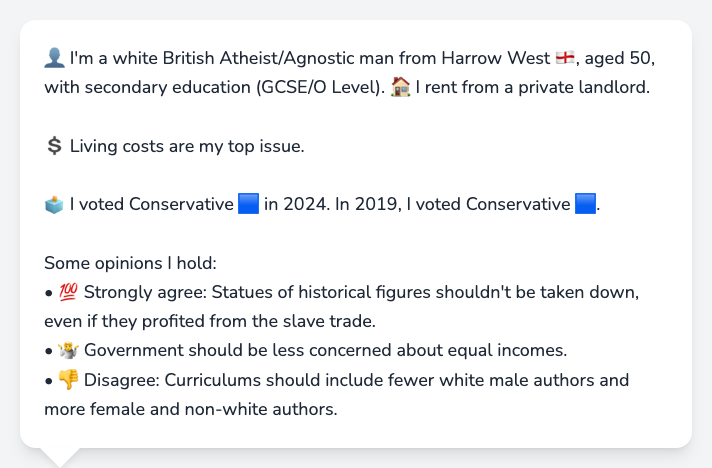 👤 I'm a white British Atheist/Agnostic man from Harrow West 🏴󠁧󠁢󠁥󠁮󠁧󠁿, aged 50,
with secondary education (GCSE/O Level). 🏠 I rent from a private landlord.
💲 Living costs are my top issue.
🗳️ I voted Conservative 🟦 in 2024. In 2019, I voted Conservative 🟦.
Some opinions I hold:
• 💯 Strongly agree: Statues of historical figures shouldn't be taken down,
even if they profited from the slave trade.
• 🤷 Government should be less concerned about equal incomes.
• 👎 Disagree: Curriculums should include fewer white male authors and
more female and non-white authors.